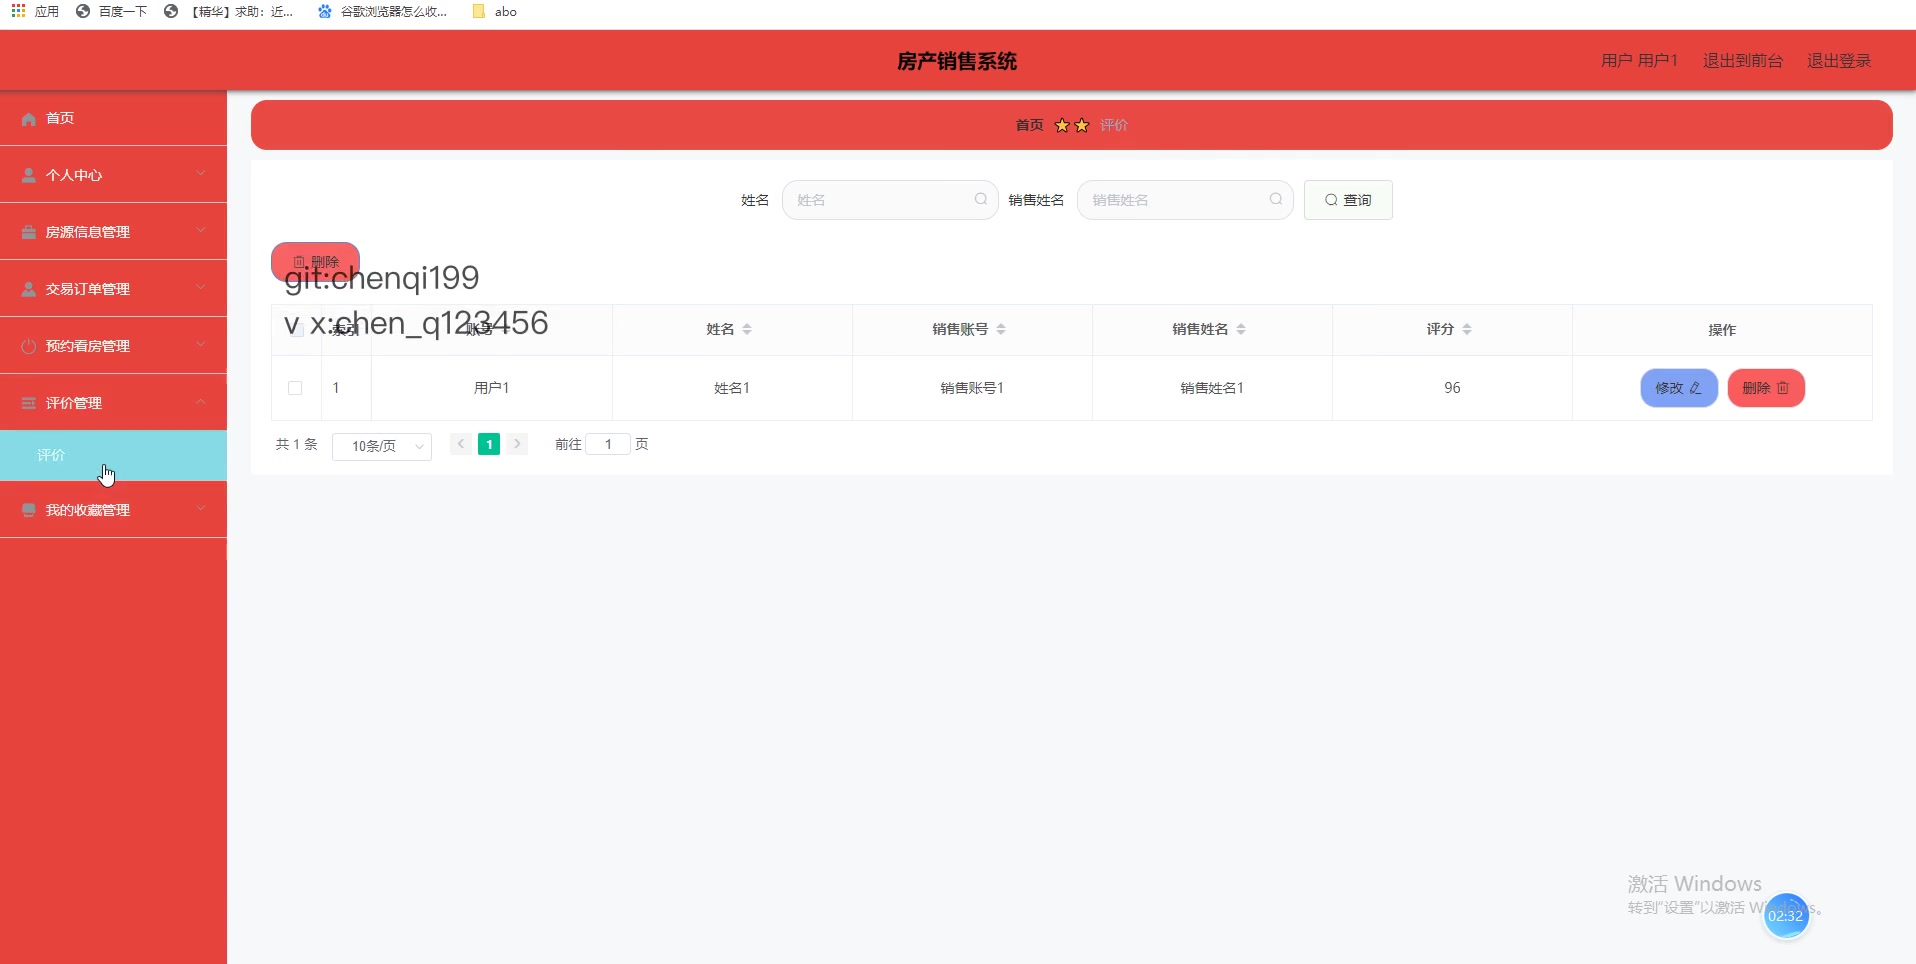 应用 百度一下 【精华】求助：近... 谷歌浏览器怎么收... abo
房产销售系统
用户 用户1 退出到前台 退出登录
首页
个人中心
房源信息管理
交易订单管理
预约看房管理
评价管理
评价
我的收藏管理
首页 评价
姓名 姓名 销售姓名 销售姓名 查询
删除
git:chenqi199
v x:chen_q123456
索引 账号 姓名 销售账号 销售姓名 评分 操作
1 用户1 姓名1 销售账号1 销售姓名1 96 修改 删除
共 1 条 10条/页 1 前往 1 页
激活 Windows
转到"设置"以激活 Windows。
02:32